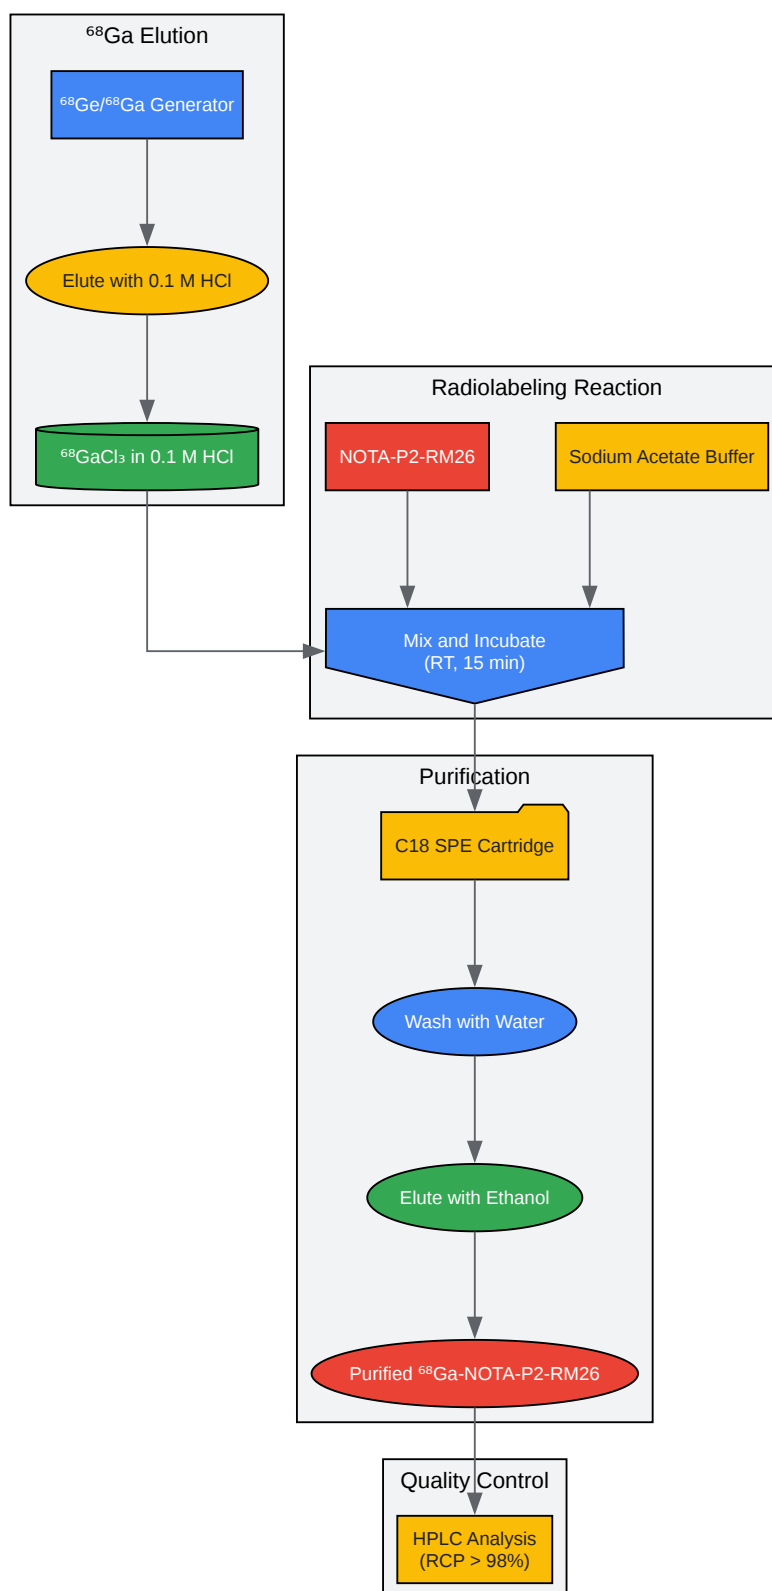 ⁶⁸Ga Elution
⁶⁸Ge/⁶⁸Ga Generator
Elute with 0.1 M HCl
⁶⁸GaCl₃ in 0.1 M HCl
Radiolabeling Reaction
NOTA-P2-RM26
Sodium Acetate Buffer
Mix and Incubate
(RT, 15 min)
Purification
C18 SPE Cartridge
Wash with Water
Elute with Ethanol
Purified ⁶⁸Ga-NOTA-P2-RM26
Quality Control
HPLC Analysis
(RCP > 98%)